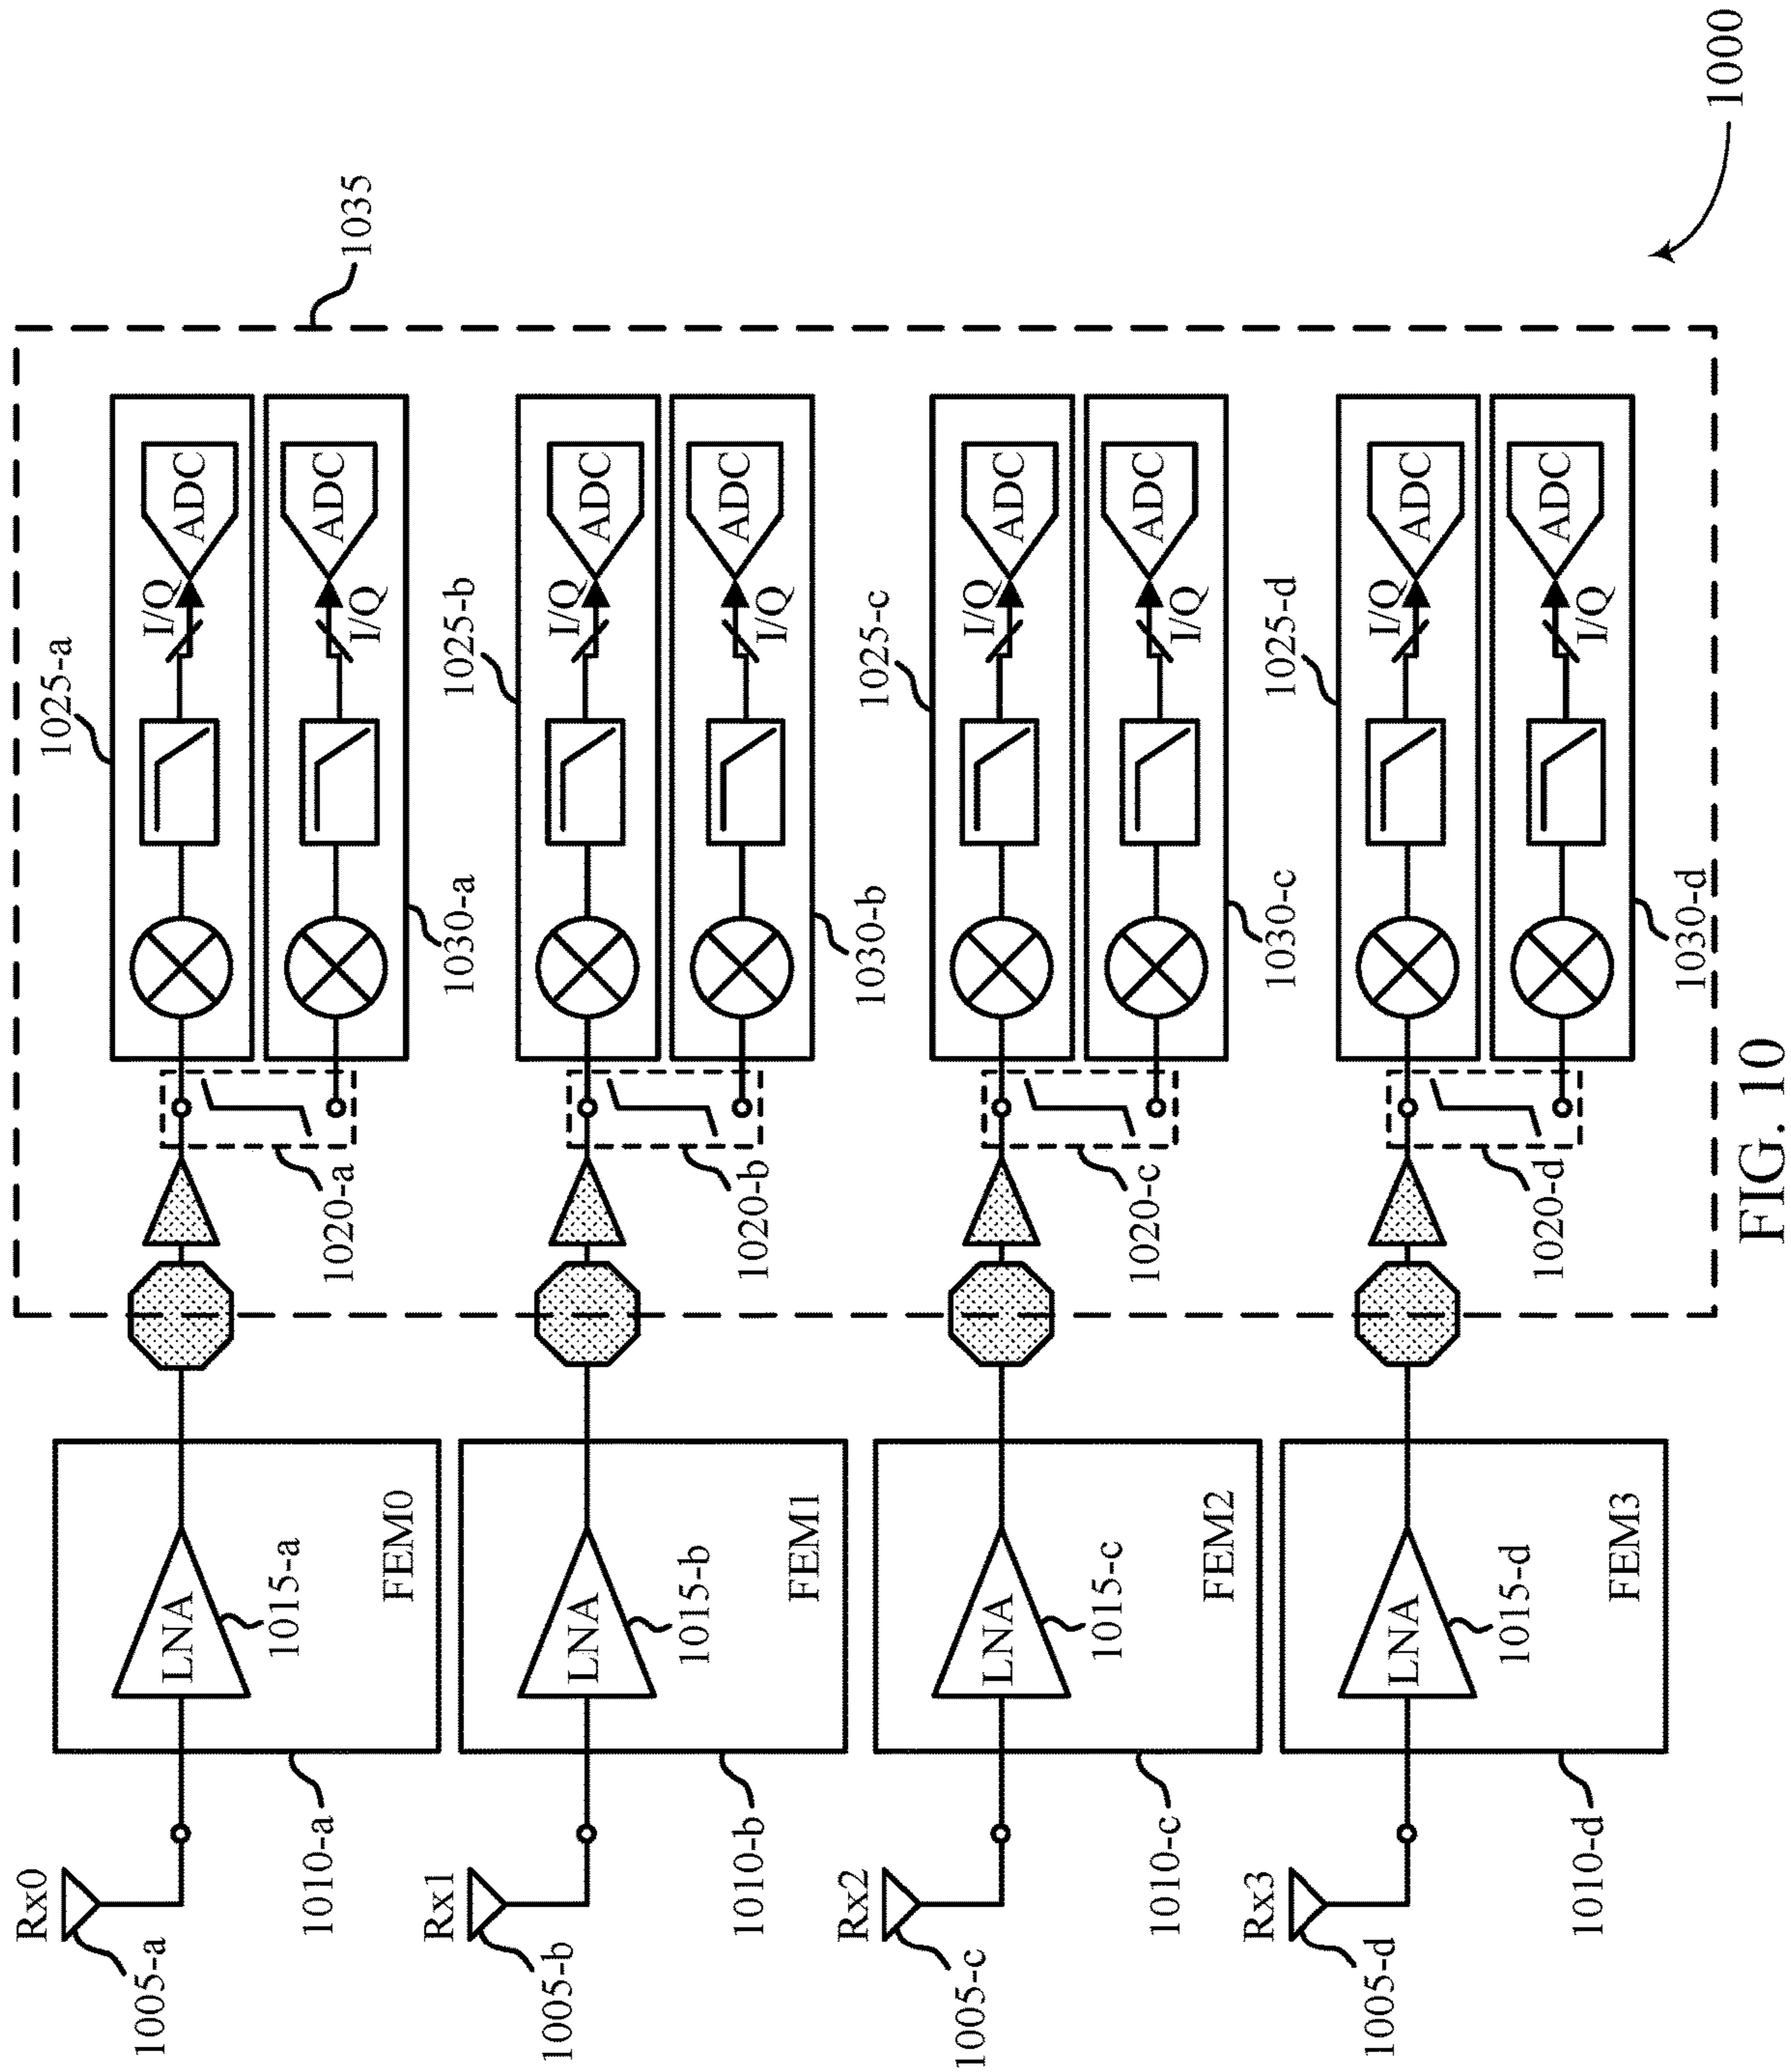 Rx0
1005-a
1010-a
LNA
1015-a
FEM0
1020-a
1025-a
I/Q
ADC
1030-a
I/Q
ADC
1035
Rx1
1005-b
1010-b
LNA
1015-b
FEM1
1020-b
1025-b
I/Q
ADC
1030-b
I/Q
ADC
Rx2
1005-c
1010-c
LNA
1015-c
FEM2
1020-c
1025-c
I/Q
ADC
1030-c
I/Q
ADC
Rx3
1005-d
1010-d
LNA
1015-d
FEM3
1020-d
1025-d
I/Q
ADC
1030-d
I/Q
ADC
1000
FIG. 10